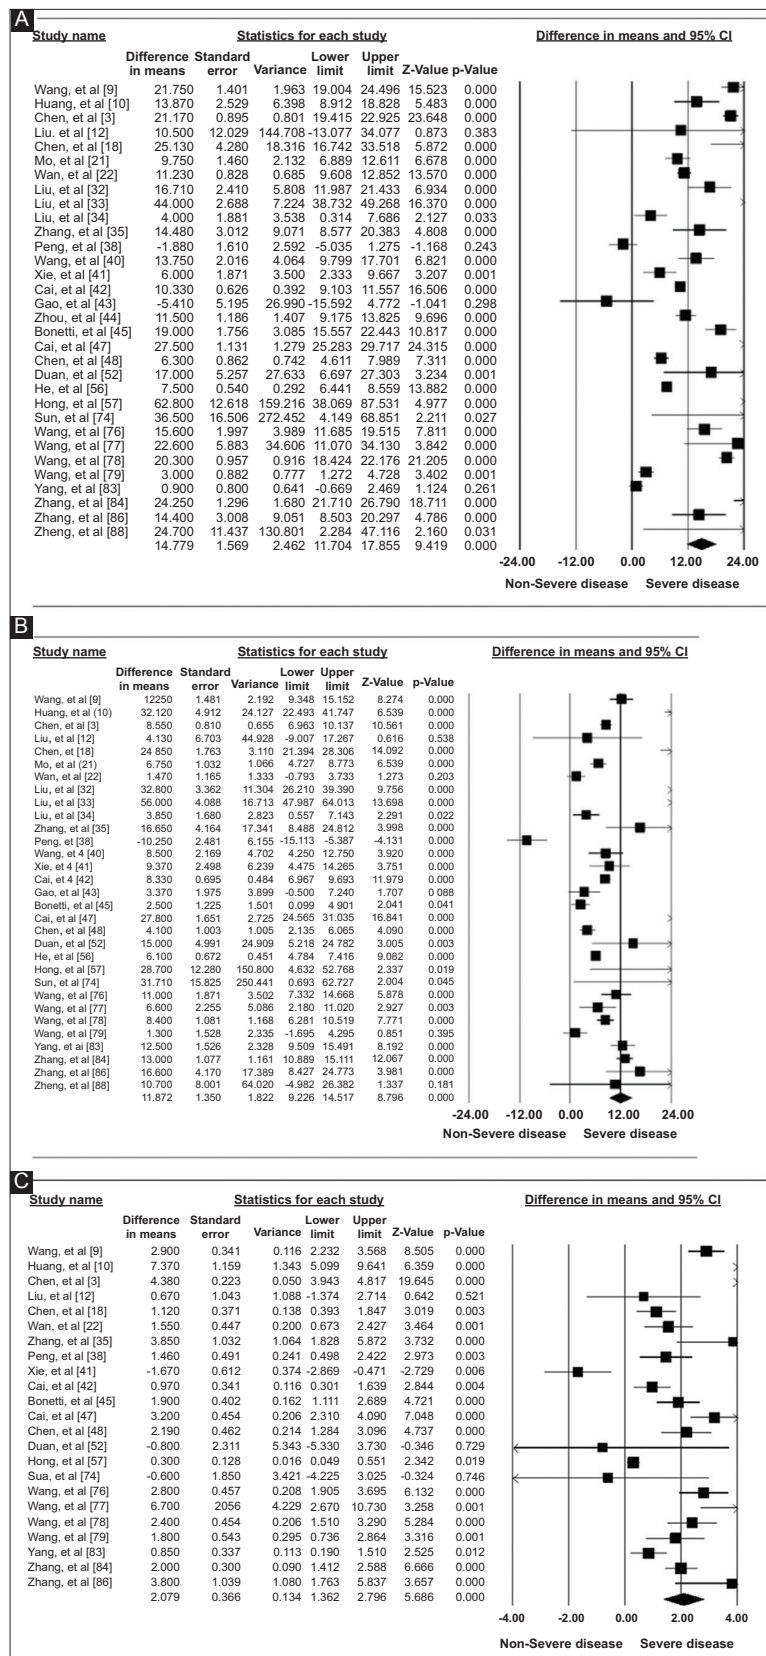 A
Study name Statistics for each study Difference in means and 95% CI
Difference in means Standard error Variance Lower limit Upper limit Z-Value p-Value
Wang, et al [9] 21.750 1.401 1.963 19.004 24.496 15.523 0.000
Huang, et al [10] 13.870 2.529 6.398 8.912 18.828 5.483 0.000
Chen, et al [3] 21.170 0.895 0.801 19.415 22.925 23.648 0.000
Liu. et al [12] 10.500 12.029 144.708 -13.077 34.077 0.873 0.383
Chen, et al [18] 25.130 4.280 18.316 16.742 33.518 5.872 0.000
Mo, et al [21] 9.750 1.460 2.132 6.889 12.611 6.678 0.000
Wan, et al [22] 11.230 0.828 0.685 9.608 12.852 13.570 0.000
Liu, et al [32] 16.710 2.410 5.808 11.987 21.433 6.934 0.000
Liu, et al [33] 44.000 2.688 7.224 38.732 49.268 16.370 0.000
Liu, et al [34] 4.000 1.881 3.538 0.314 7.686 2.127 0.033
Zhang, et al [35] 14.480 3.012 9.071 8.577 20.383 4.808 0.000
Peng, et al [38] -1.880 1.610 2.592 -5.035 1.275 -1.168 0.243
Wang, et al [40] 13.750 2.016 4.064 9.799 17.701 6.821 0.000
Xie, et al [41] 6.000 1.871 3.500 2.333 9.667 3.207 0.001
Cai, et al [42] 10.330 0.626 0.392 9.103 11.557 16.506 0.000
Gao, et al [43] -5.410 5.195 26.990 -15.592 4.772 -1.041 0.298
Zhou, et al [44] 11.500 1.186 1.407 9.175 13.825 9.696 0.000
Bonetti, et al [45] 19.000 1.756 3.085 15.557 22.443 10.817 0.000
Cai, et al [47] 27.500 1.131 1.279 25.283 29.717 24.315 0.000
Chen, et al [48] 6.300 0.862 0.742 4.611 7.989 7.311 0.000
Duan, et al [52] 17.000 5.257 27.633 6.697 27.303 3.234 0.001
He, et al [56] 7.500 0.540 0.292 6.441 8.559 13.882 0.000
Hong, et al [57] 62.800 12.618 159.216 38.069 87.531 4.977 0.000
Sun, et al [74] 36.500 16.506 272.452 4.149 68.851 2.211 0.027
Wang, et al [76] 15.600 1.997 3.989 11.685 19.515 7.811 0.000
Wang, et al [77] 22.600 5.883 34.606 11.070 34.130 3.842 0.000
Wang, et al [78] 20.300 0.957 0.916 18.424 22.176 21.205 0.000
Wang, et al [79] 3.000 0.882 0.777 1.272 4.728 3.402 0.001
Yang, et al [83] 0.900 0.800 0.641 -0.669 2.469 1.124 0.261
Zhang, et al [84] 24.250 1.296 1.680 21.710 26.790 18.711 0.000
Zhang, et al [86] 14.400 3.008 9.051 8.503 20.297 4.786 0.000
Zheng, et al [88] 24.700 11.437 130.801 2.284 47.116 2.160 0.031
14.779 1.569 2.462 11.704 17.855 9.419 0.000
-24.00 -12.00 0.00 12.00 24.00
Non-Severe disease Severe disease
B
Study name Statistics for each study Difference in means and 95% CI
Difference in means Standard error Variance Lower limit Upper limit Z-Value p-Value
Wang, et al [9] 12250 1.481 2.192 9.348 15.152 8.274 0.000
Huang, et al (10) 32.120 4.912 24.127 22.493 41.747 6.539 0.000
Chen, et al [3] 8.550 0.810 0.655 6.963 10.137 10.561 0.000
Liu, et al [12] 4.130 6.703 44.928 -9.007 17.267 0.616 0.538
Chen, et [18] 24 850 1.763 3.110 21.394 28.306 14.092 0.000
Mo, et al (21) 6.750 1.032 1.066 4.727 8.773 6.539 0.000
Wan, et al [22] 1.470 1.165 1.333 -0.793 3.733 1.273 0.203
Liu, et al [32] 32.800 3.362 11.304 26.210 39.390 9.756 0.000
Liu, et al [33] 56.000 4.088 16.713 47.987 64.013 13.698 0.000
Liu, et al [34] 3.850 1.680 2.823 0.557 7.143 2.291 0.022
Zhang, et al [35] 16.650 4.164 17.341 8.488 24.812 3.998 0.000
Peng, et [38] -10.250 2.481 6.155 -15.113 -5.387 -4.131 0.000
Wang, et 4 [40] 8.500 2.169 4.702 4.250 12.750 3.920 0.000
Xie, et 4 [41] 9.370 2.498 6.239 4.475 14.265 3.751 0.000
Cai, et 4 [42] 8.330 0.695 0.484 6.967 9.693 11.979 0.000
Gao, et al [43] 3.370 1.975 3.899 -0.500 7.240 1.707 0 088
Bonetti, et al [45] 2.500 1.225 1.501 0.099 4 901 2.041 0.041
Cai, et al [47] 27.800 1.651 2.725 24.565 31.035 16.841 0.000
Chen, et al [48] 4.100 1.003 1.005 2.135 6.065 4.090 0.000
Duan, et al [52] 15.000 4.991 24.909 5.218 24 782 3.005 0.003
He, et al [56] 6.100 0.672 0.451 4.784 7.416 9.082 0.000
Hong, et al [57] 28.700 12.280 150.800 4.632 52.768 2.337 0.019
Sun, et al [74] 31.710 15.825 250.441 0.693 62.727 2.004 0.045
Wang, et al [76] 11.000 1.871 3.502 7.332 14.668 5.878 0.000
Wang, et al [77] 6.600 2.255 5.086 2.180 11.020 2.927 0.003
Wang, et al [78] 8.400 1.081 1.168 6.281 10.519 7.771 0.000
Wang, et al [79] 1.300 1.528 2.335 -1.695 4.295 0.851 0.395
Yang, et ai [83] 12.500 1.526 2.328 9.509 15.491 8.192 0.000
Zhang, et al [84] 13.000 1.077 1.161 10.889 15.111 12.067 0.000
Zhang, et al [86] 16.600 4.170 17.389 8.427 24.773 3.981 0.000
Zheng, et al [88] 10.700 8.001 64.020 -4.982 26.382 1.337 0.181
11.872 1.350 1.822 9.226 14.517 8.796 0.000
-24.00 -12.00 0.00 12.00 24.00
Non-Severe disease Severe disease
C
Study name Statistics for each study Difference in means and 95% CI
Difference in means Standard error Variance Lower limit Upper limit Z-Value p-Value
Wang, et al [9] 2.900 0.341 0.116 2.232 3.568 8.505 0.000
Huang, et al [10] 7.370 1.159 1.343 5.099 9.641 6.359 0.000
Chen, et al [3] 4.380 0.223 0.050 3.943 4.817 19.645 0.000
Liu, et al [12] 0.670 1.043 1.088 -1.374 2.714 0.642 0.521
Chen, et al [18] 1.120 0.371 0.138 0.393 1.847 3.019 0.003
Wan, et al [22] 1.550 0.447 0.200 0.673 2.427 3.464 0.001
Zhang, et al [35] 3.850 1.032 1.064 1.828 5.872 3.732 0.000
Peng, et al [38] 1.460 0.491 0.241 0.498 2.422 2.973 0.003
Xie, et al [41] -1.670 0.612 0.374 -2.869 -0.471 -2.729 0.006
Cai, et al [42] 0.970 0.341 0.116 0.301 1.639 2.844 0.004
Bonetti, et al [45] 1.900 0.402 0.162 1.111 2.689 4.721 0.000
Cai, et al [47] 3.200 0.454 0.206 2.310 4.090 7.048 0.000
Chen, et al [48] 2.190 0.462 0.214 1.284 3.096 4.737 0.000
Duan, et al [52] -0.800 2.311 5.343 -5.330 3.730 -0.346 0.729
Hong, et al [57] 0.300 0.128 0.016 0.049 0.551 2.342 0.019
Sua, et al [74] -0.600 1.850 3.421 -4.225 3.025 -0.324 0.746
Wang, et al [76] 2.800 0.457 0.208 1.905 3.695 6.132 0.000
Wang, et al [77] 6.700 2056 4.229 2.670 10.730 3.258 0.001
Wang, et al [78] 2.400 0.454 0.206 1.510 3.290 5.284 0.000
Wang, et al [79] 1.800 0.543 0.295 0.736 2.864 3.316 0.001
Yang, et al [83] 0.850 0.337 0.113 0.190 1.510 2.525 0.012
Zhang, et al [84] 2.000 0.300 0.090 1.412 2.588 6.666 0.000
Zhang, et al [86] 3.800 1.039 1.080 1.763 5.837 3.657 0.000
2.079 0.366 0.134 1.362 2.796 5.686 0.000
-4.00 -2.00 0.00 2.00 4.00
Non-Severe disease Severe disease